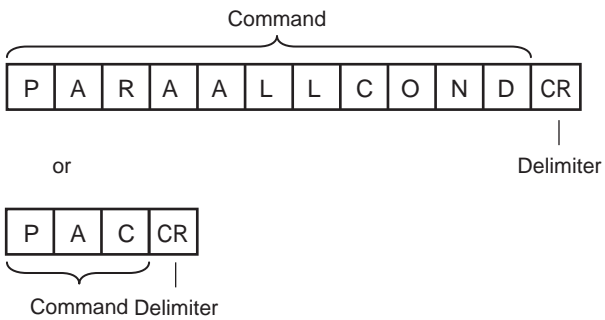 Command
P A R A A L L C O N D CR
or
Delimiter
P A C CR
Command Delimiter